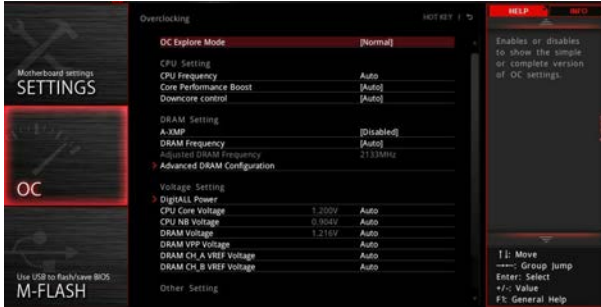 Motherboard settings
SETTINGS
OC
Use USB to flash/save BIOS
M-FLASH
Overclocking
HOT KEY |
OC Explore Mode [Normal]
CPU Setting
CPU Frequency Auto
Core Performance Boost [Auto]
Downcore control [Auto]
DRAM Setting
A-XMP [Disabled]
DRAM Frequency [Auto]
Adjusted DRAM Frequency 2133MHz
Advanced DRAM Configuration
Voltage Setting
DigitALL Power
CPU Core Voltage 1.200V Auto
CPU NB Voltage 0.904V Auto
DRAM Voltage 1.216V Auto
DRAM VPP Voltage Auto
DRAM CH_A VREF Voltage Auto
DRAM CH_B VREF Voltage Auto
Other Setting
HELP INFO
Enables or disables
to show the simple
or complete version
of OC settings.
↑↓: Move
→←: Group Jump
Enter: Select
+/-: Value
F1: General Help